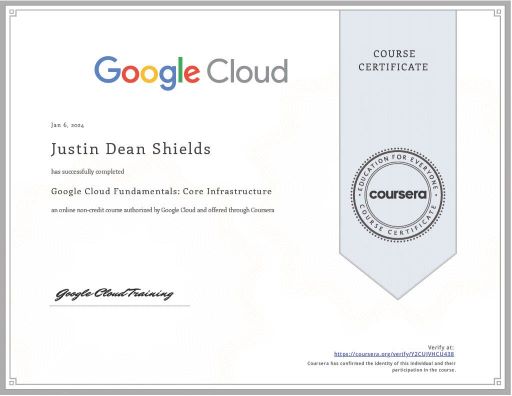 Google Cloud
COURSE
CERTIFICATE
Jan 6, 2024
Justin Dean Shields
has successfully completed
Google Cloud Fundamentals: Core Infrastructure
an online non-credit course authorized by Google Cloud and offered through Coursera
EDUCATION FOR EVERYONE
coursera
COURSE CERTIFICATE
Google Cloud Training
Verify at:
https://coursera.org/verify/Y2CUJVHCU438
Coursera has confirmed the identity of this individual and their
participation in the course.